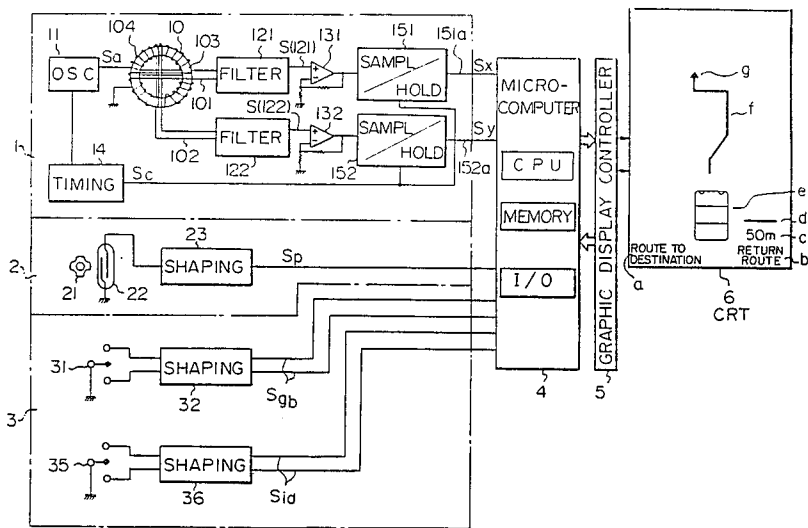 104
10
11
Sa
103
121
S(121)
131
151
151a
OSC
FILTER
SAMPL
HOLD
Sx
101
S(122)
132
MICRO-
COMPUTER
FILTER
SAMPL
HOLD
Sy
102
122
152
152a
1
14
TIMING
Sc
CPU
MEMORY
I/O
2
21
22
23
SHAPING
Sp
31
SHAPING
32
Sgb
3
35
SHAPING
36
Sid
4
GRAPHIC DISPLAY CONTROLLER
5
g
f
e
d
50m
c
ROUTE TO
DESTINATION
RETURN
ROUTE
b
a
6
CRT